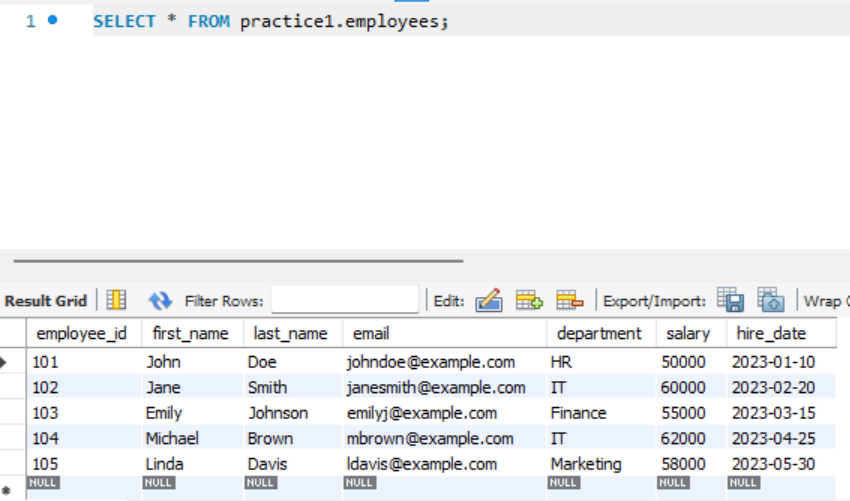 1 SELECT * FROM practice1.employees;
Result Grid Filter Rows: Edit: Export/Import: Wrap
employee_id first_name last_name email department salary hire_date
101 John Doe johndoe@example.com HR 50000 2023-01-10
102 Jane Smith janesmith@example.com IT 60000 2023-02-20
103 Emily Johnson emilyj@example.com Finance 55000 2023-03-15
104 Michael Brown mbrown@example.com IT 62000 2023-04-25
105 Linda Davis ldavis@example.com Marketing 58000 2023-05-30
NULL NULL NULL NULL NULL NULL NULL